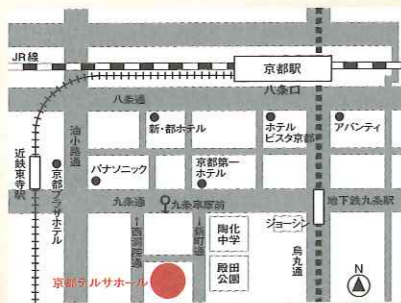 JR線
京都駅
八条口
八条通
新・都ホテル
ホテル
ビスタ京都
アバンティ
油小路通
近鉄東寺駅
京都プラザホテル
パナソニック
京都第一
ホテル
九条通
九条車庫前
地下鉄九条駅
←西洞院通
←新町通
陶化
中学
ジョーシン
烏丸通
殿田
公園
京都テルサホール
N